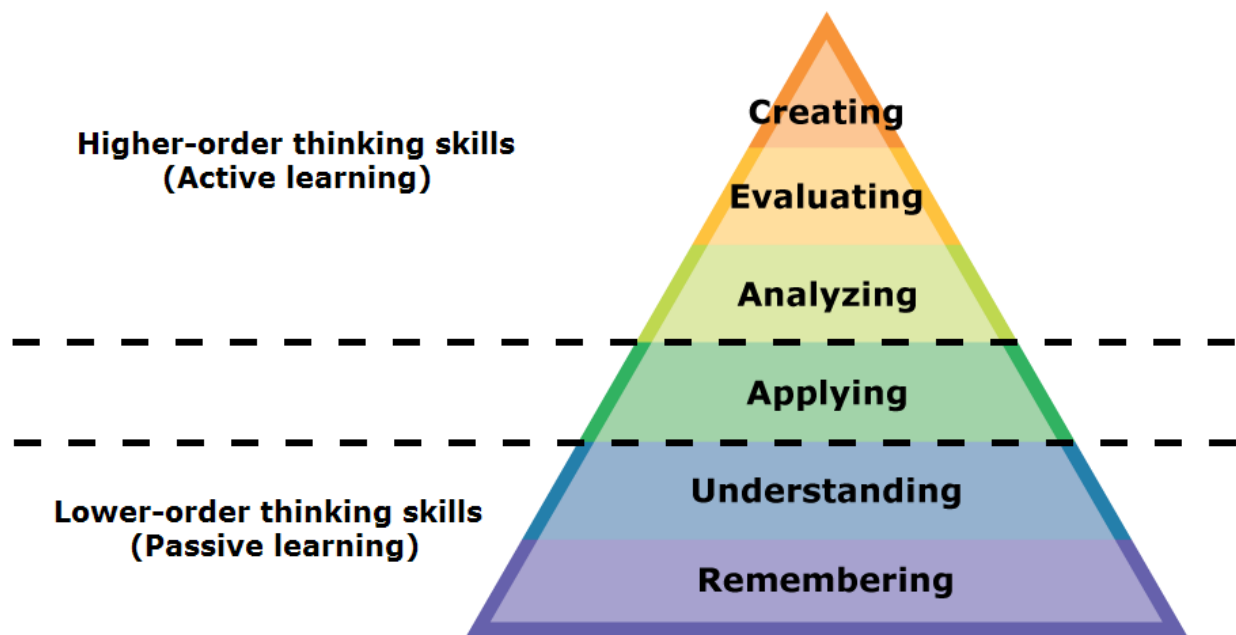 Creating
Higher-order thinking skills
(Active learning)
Evaluating
Analyzing
Applying
Understanding
Lower-order thinking skills
(Passive learning)
Remembering